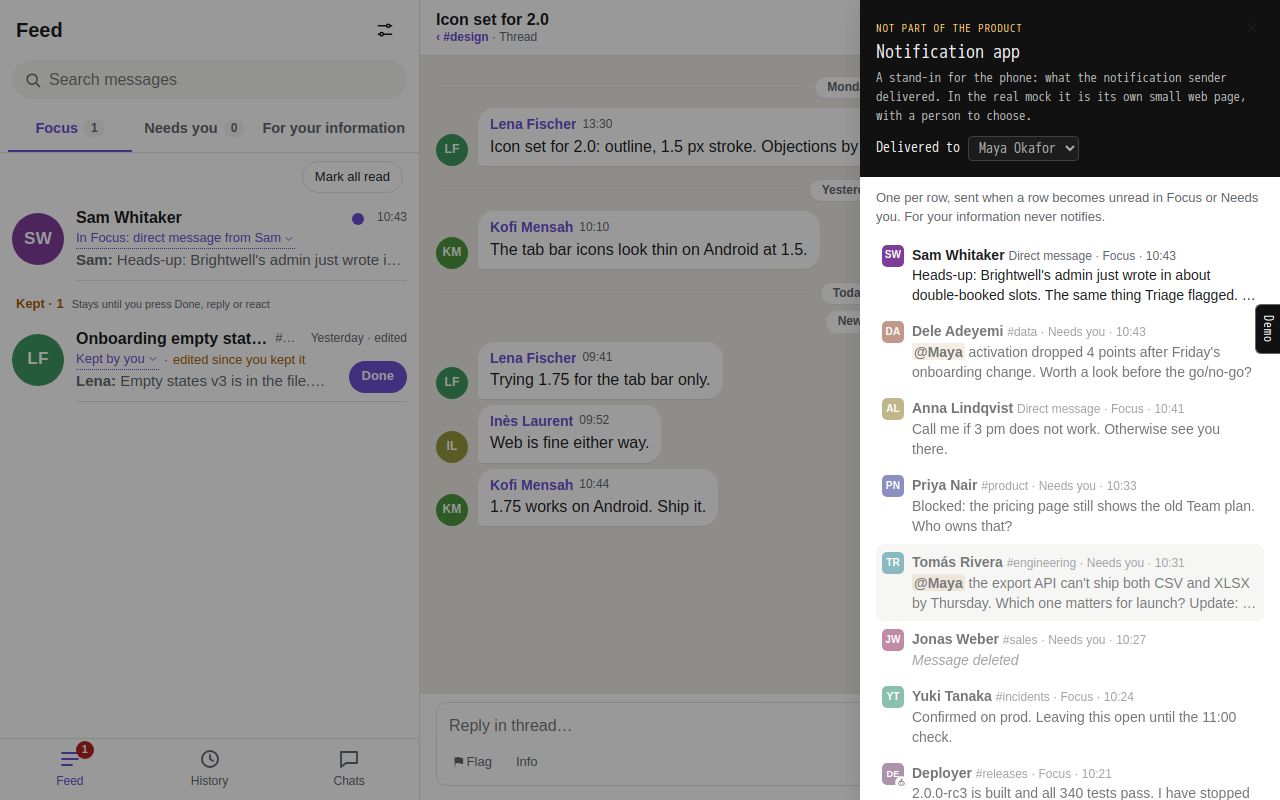 Feed
Search messages
Focus 1
Needs you 0
For your information
Mark all read
SW
Sam Whitaker
10:43
In Focus: direct message from Sam
Sam: Heads-up: Brightwell's admin just wrote i…
Kept · 1 Stays until you press Done, reply or react
LF
Onboarding empty stat… #… Yesterday · edited
Kept by you · edited since you kept it
Lena: Empty states v3 is in the file.…
Done
1
Feed
History
Chats
Icon set for 2.0
‹ #design · Thread
Mond
LF
Lena Fischer 13:30
Icon set for 2.0: outline, 1.5 px stroke. Objections by
Yester
KM
Kofi Mensah 10:10
The tab bar icons look thin on Android at 1.5.
Toda
New
LF
Lena Fischer 09:41
Trying 1.75 for the tab bar only.
IL
Inès Laurent 09:52
Web is fine either way.
KM
Kofi Mensah 10:44
1.75 works on Android. Ship it.
Reply in thread…
Flag
Info
NOT PART OF THE PRODUCT
Notification app
A stand-in for the phone: what the notification sender
delivered. In the real mock it is its own small web page,
with a person to choose.
Delivered to Maya Okafor
One per row, sent when a row becomes unread in Focus or Needs
you. For your information never notifies.
SW
Sam Whitaker Direct message · Focus · 10:43
Heads-up: Brightwell's admin just wrote in about
double-booked slots. The same thing Triage flagged. …
Demo
DA
Dele Adeyemi #data · Needs you · 10:43
@Maya activation dropped 4 points after Friday's
onboarding change. Worth a look before the go/no-go?
AL
Anna Lindqvist Direct message · Focus · 10:41
Call me if 3 pm does not work. Otherwise see you
there.
PN
Priya Nair #product · Needs you · 10:33
Blocked: the pricing page still shows the old Team plan.
Who owns that?
TR
Tomás Rivera #engineering · Needs you · 10:31
@Maya the export API can't ship both CSV and XLSX
by Thursday. Which one matters for launch? Update: …
JW
Jonas Weber #sales · Needs you · 10:27
Message deleted
YT
Yuki Tanaka #incidents · Focus · 10:24
Confirmed on prod. Leaving this open until the 11:00
check.
DE
Deployer #releases · Focus · 10:21
2.0.0-rc3 is built and all 340 tests pass. I have stopped